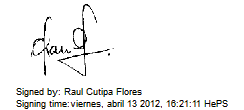 Signed by: Raul Cutipa Flores
Signing time:viernes, abril 13 2012, 16:21:11 HePS